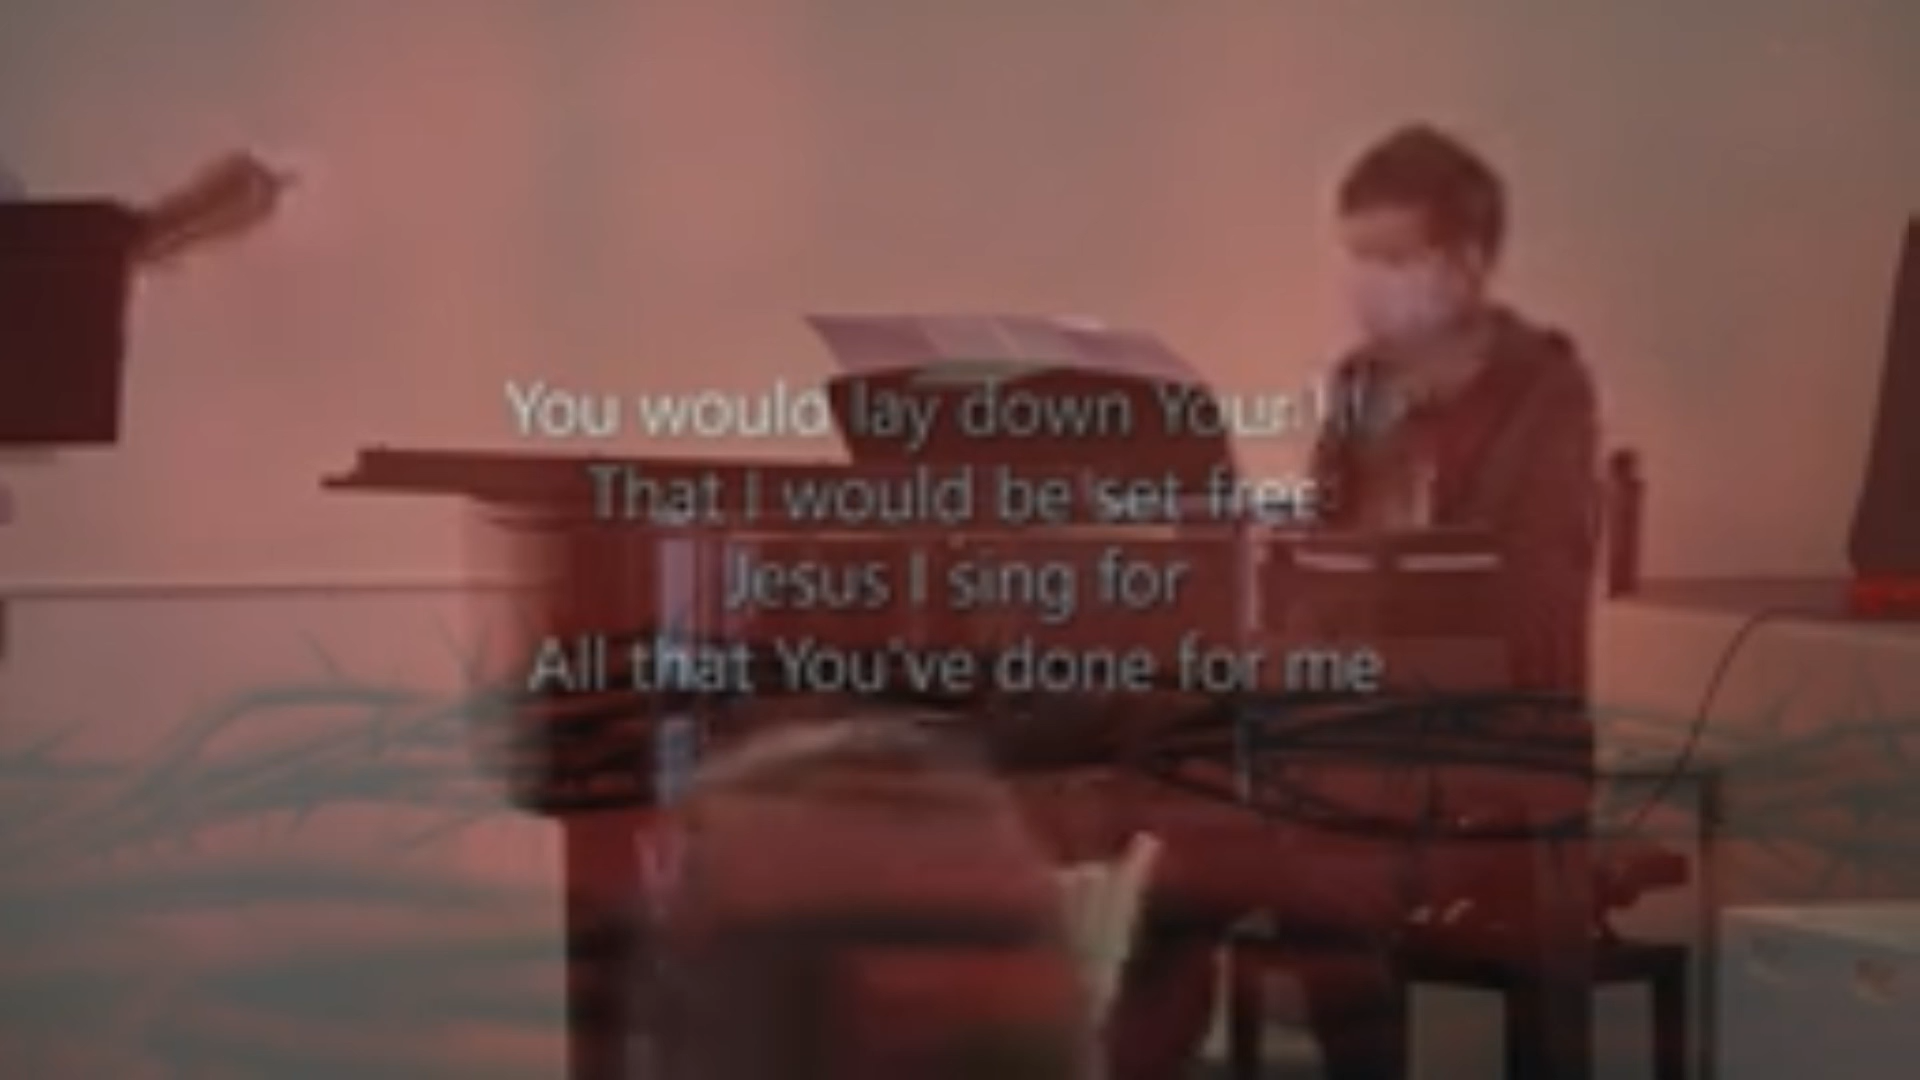 You would lay down Your
That I would be set free
Jesus I sing for
All that You've done for me